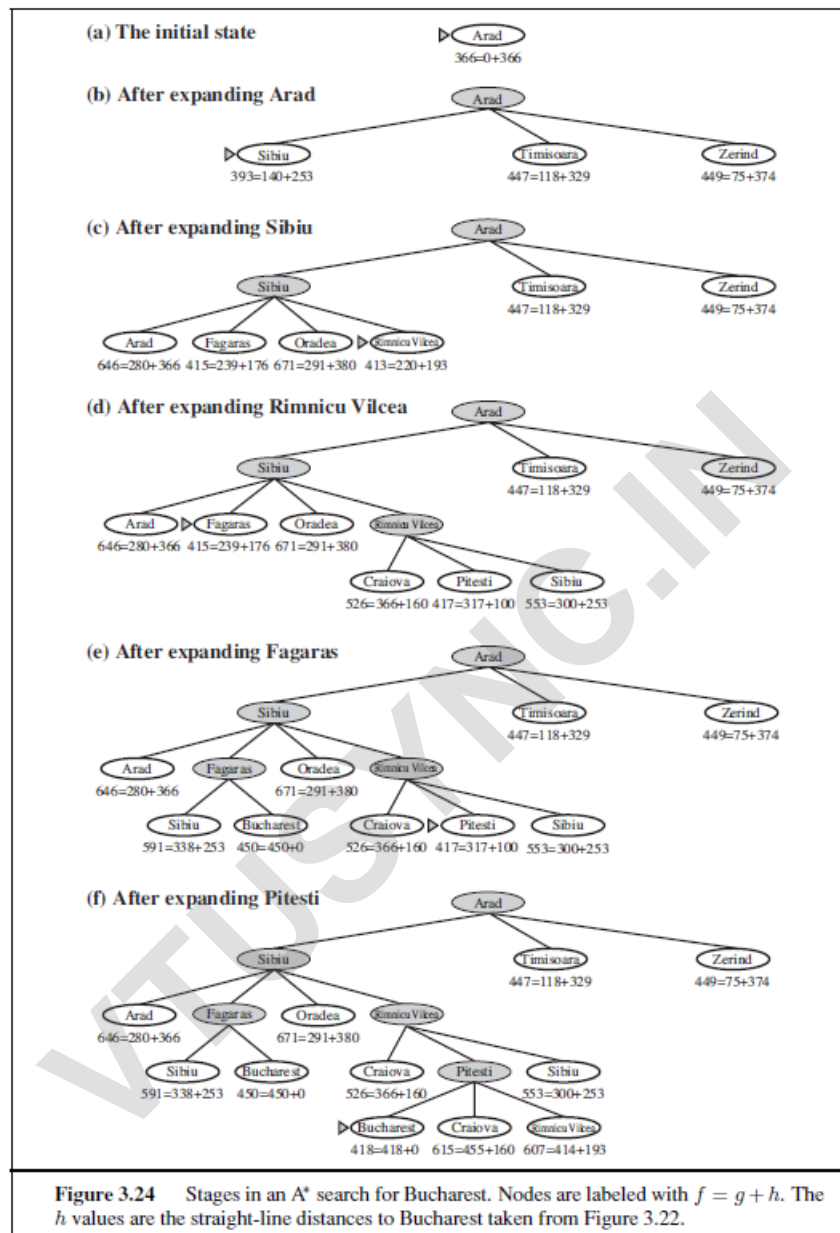 (a) The initial state
Arad
366=0+366
(b) After expanding Arad
Arad
Sibiu Timisoara Zerind
393=140+253 447=118+329 449=75+374
(c) After expanding Sibiu
Arad
Sibiu Timisoara Zerind
447=118+329 449=75+374
Arad Fagaras Oradea Rimnicu Vilcea
646=280+366 415=239+176 671=291+380 413=220+193
(d) After expanding Rimnicu Vilcea
Arad
Sibiu Timisoara Zerind
447=118+329 449=75+374
Arad Fagaras Oradea Rimnicu Vilcea
646=280+366 415=239+176 671=291+380
Craiova Pitesti Sibiu
526=366+160 417=317+100 553=300+253
(e) After expanding Fagaras
Arad
Sibiu Timisoara Zerind
447=118+329 449=75+374
Arad Fagaras Oradea Rimnicu Vilcea
646=280+366 671=291+380
Sibiu Bucharest Craiova Pitesti Sibiu
591=338+253 450=450+0 526=366+160 417=317+100 553=300+253
(f) After expanding Pitesti
Arad
Sibiu Timisoara Zerind
447=118+329 449=75+374
Arad Fagaras Oradea Rimnicu Vilcea
646=280+366 671=291+380
Sibiu Bucharest Craiova Pitesti Sibiu
591=338+253 450=450+0 526=366+160 553=300+253
Bucharest Craiova Rimnicu Vilcea
418=418+0 615=455+160 607=414+193
Figure 3.24 Stages in an A* search for Bucharest. Nodes are labeled with f = g + h. The
h values are the straight-line distances to Bucharest taken from Figure 3.22.
VTUSYNC.IN